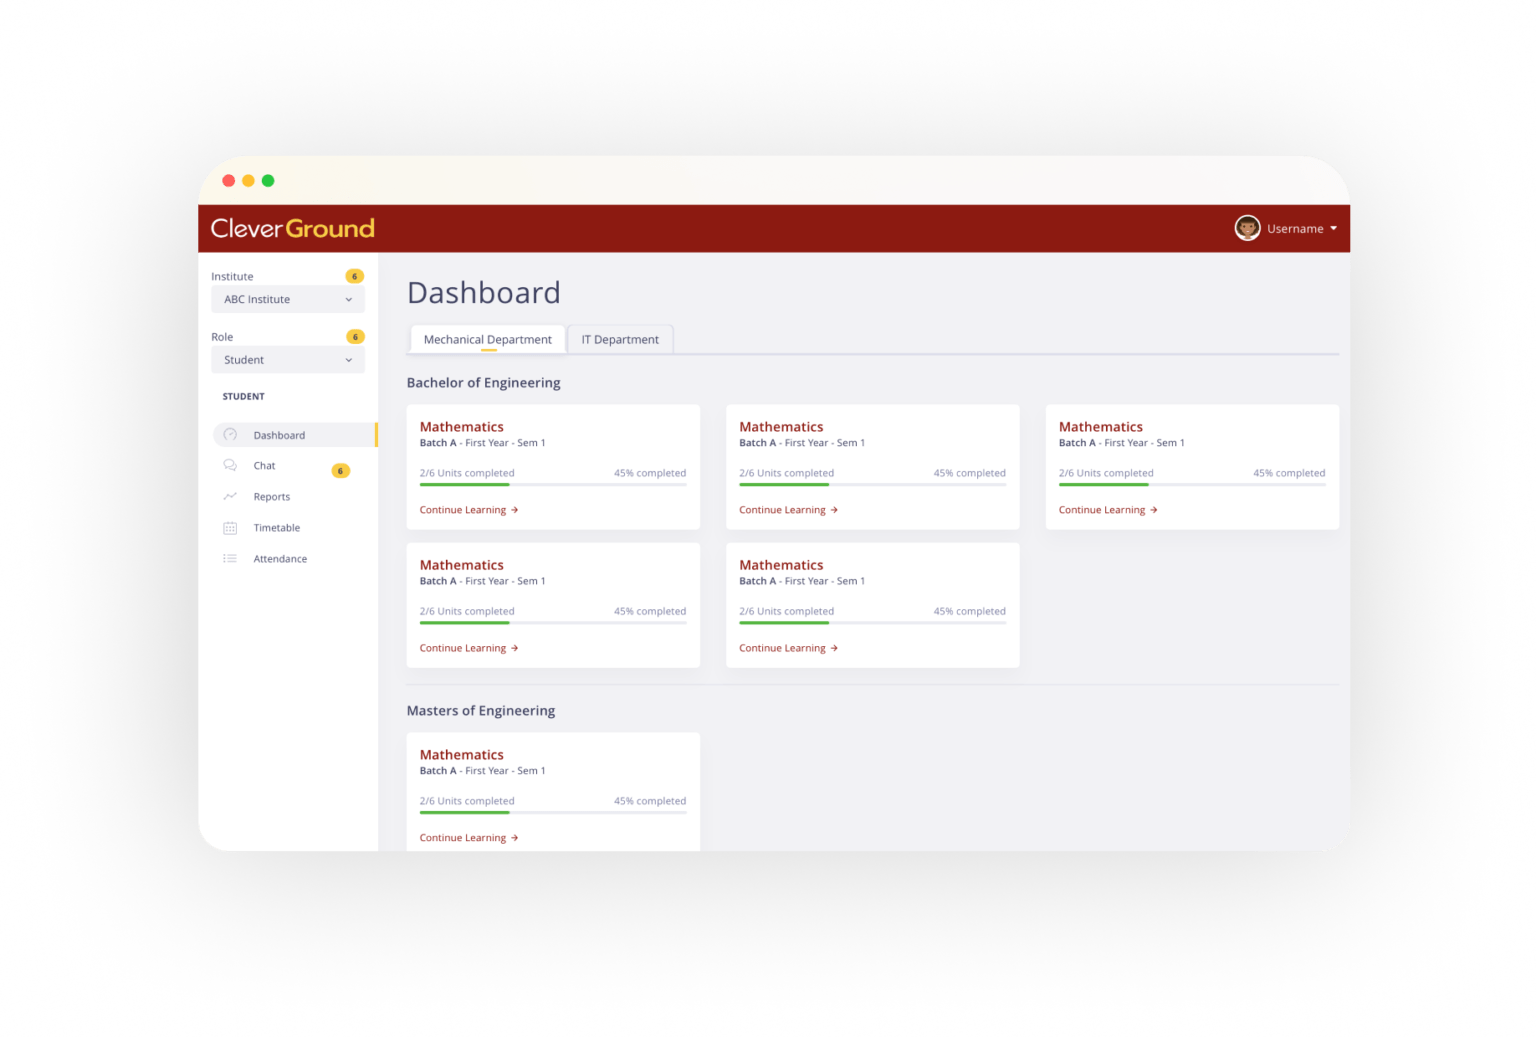 CleverGround
Username
Institute 6
ABC Institute
Role 6
Student
STUDENT
Dashboard
Chat 6
Reports
Timetable
Attendance
Dashboard
Mechanical Department IT Department
Bachelor of Engineering
Mathematics
Batch A - First Year - Sem 1
2/6 Units completed 45% completed
Continue Learning →
Mathematics
Batch A - First Year - Sem 1
2/6 Units completed 45% completed
Continue Learning →
Mathematics
Batch A - First Year - Sem 1
2/6 Units completed 45% completed
Continue Learning →
Mathematics
Batch A - First Year - Sem 1
2/6 Units completed 45% completed
Continue Learning →
Mathematics
Batch A - First Year - Sem 1
2/6 Units completed 45% completed
Continue Learning →
Masters of Engineering
Mathematics
Batch A - First Year - Sem 1
2/6 Units completed 45% completed
Continue Learning →